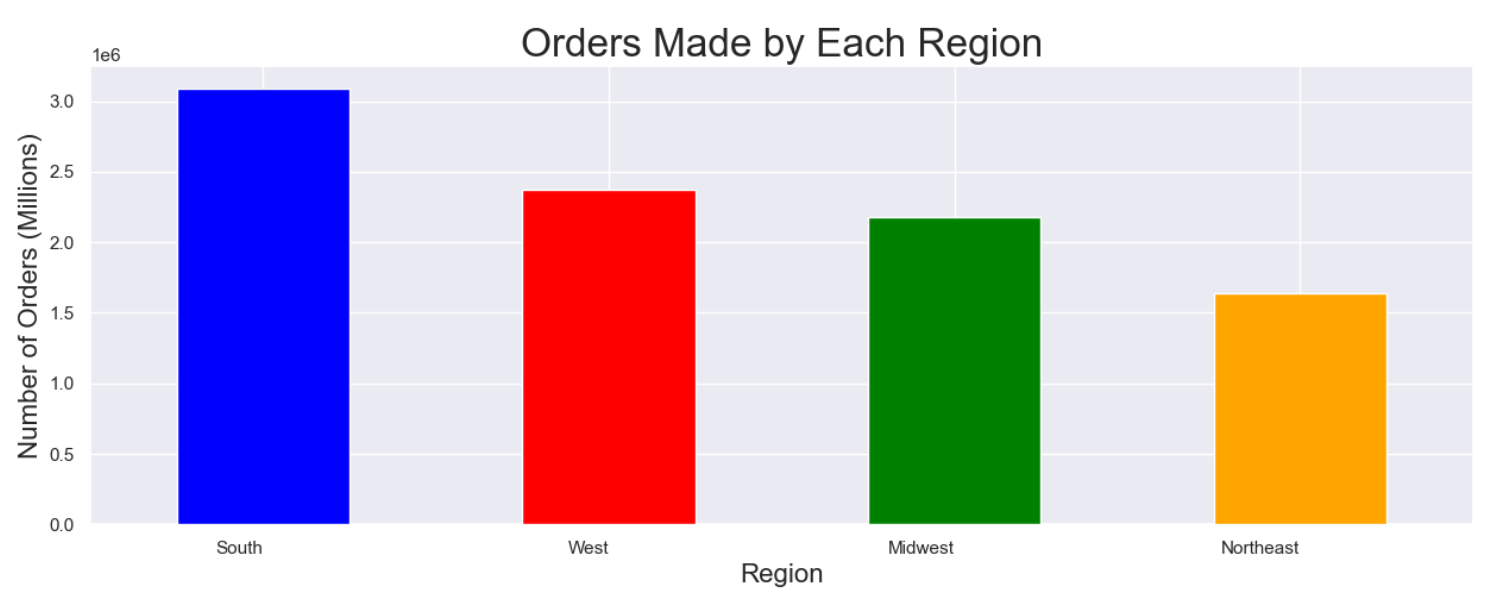 Orders Made by Each Region
1e6
3.0
2.5
2.0
1.5
1.0
0.5
0.0
Number of Orders (Millions)
South West Midwest Northeast
Region